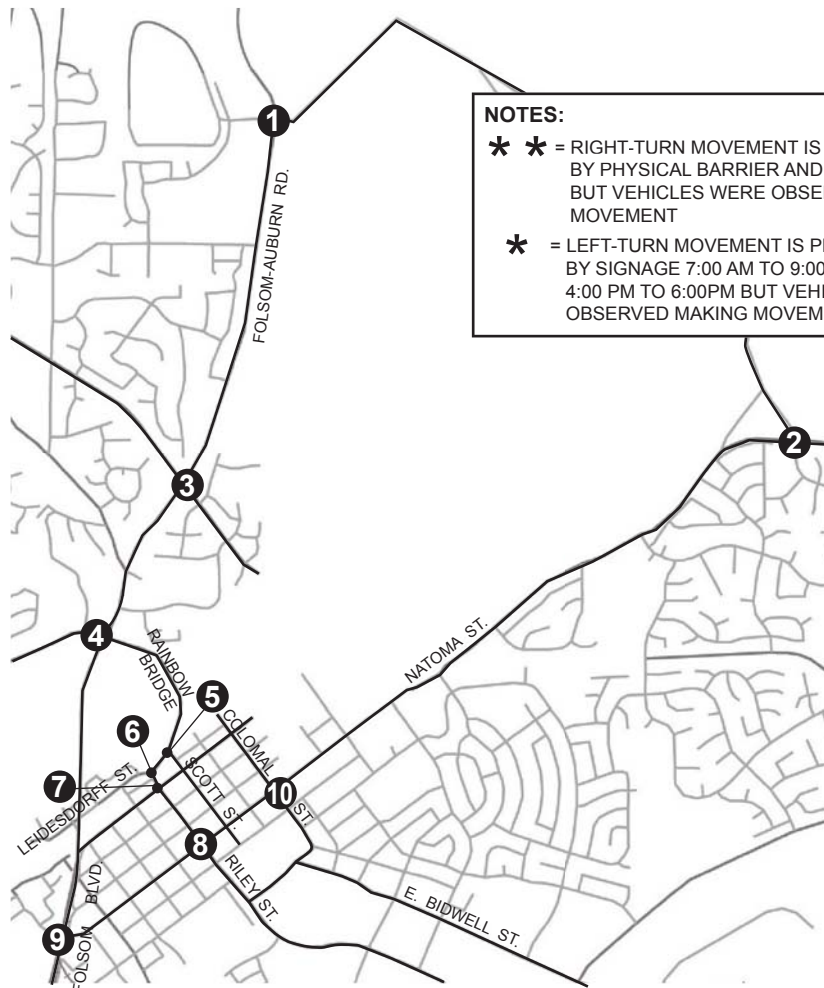 1
NOTES:
* * = RIGHT-TURN MOVEMENT IS
BY PHYSICAL BARRIER AND
BUT VEHICLES WERE OBSE
MOVEMENT
* = LEFT-TURN MOVEMENT IS P
BY SIGNAGE 7:00 AM TO 9:00
4:00 PM TO 6:00PM BUT VEH
OBSERVED MAKING MOVEM
FOLSOM-AUBURN RD.
2
3
4
RAINBOW
BRIDGE
NATOMA ST.
5
6
COLOMAL ST.
7
SCOTT ST.
LEIDESDORFF ST.
10
8
RILEY ST.
E. BIDWELL ST.
9
FOLSOM BLVD.